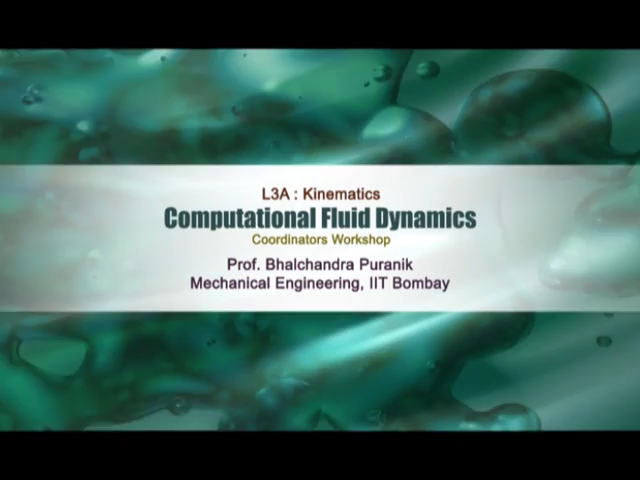 L3A : Kinematics
Computational Fluid Dynamics
Coordinators Workshop
Prof. Bhalchandra Puranik
Mechanical Engineering, IIT Bombay